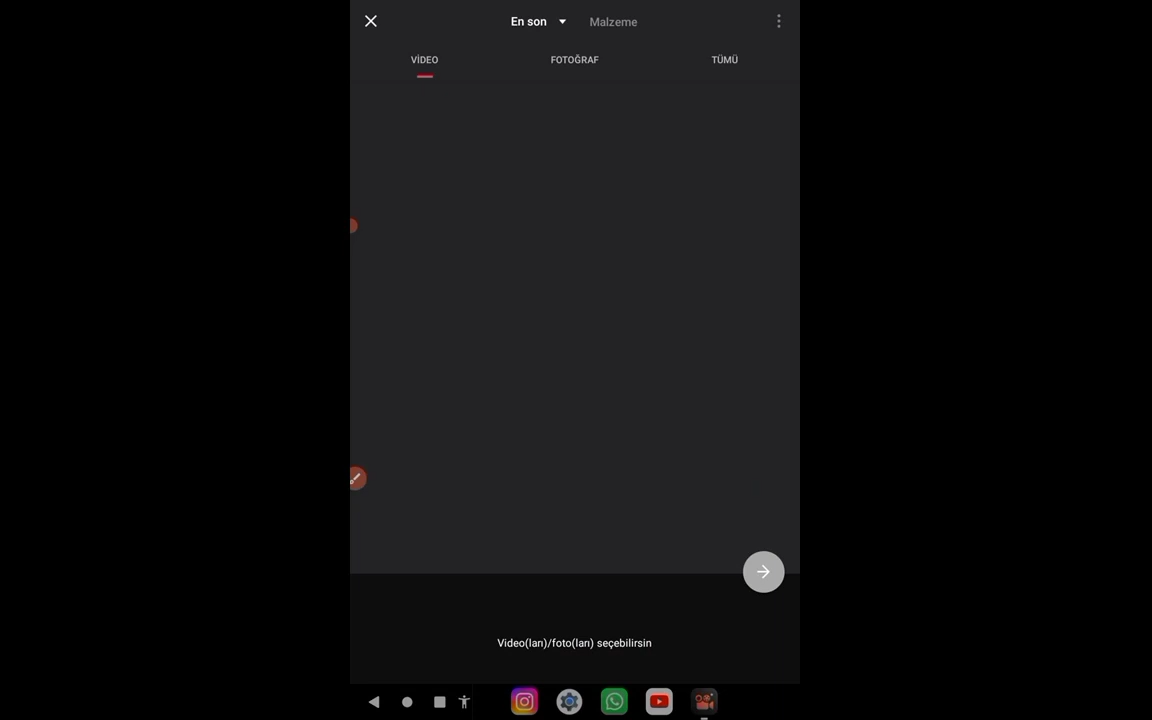 En son
Malzeme
VİDEO
FOTOĞRAF
TÜMÜ
Video(ları)/foto(ları) seçebilirsin